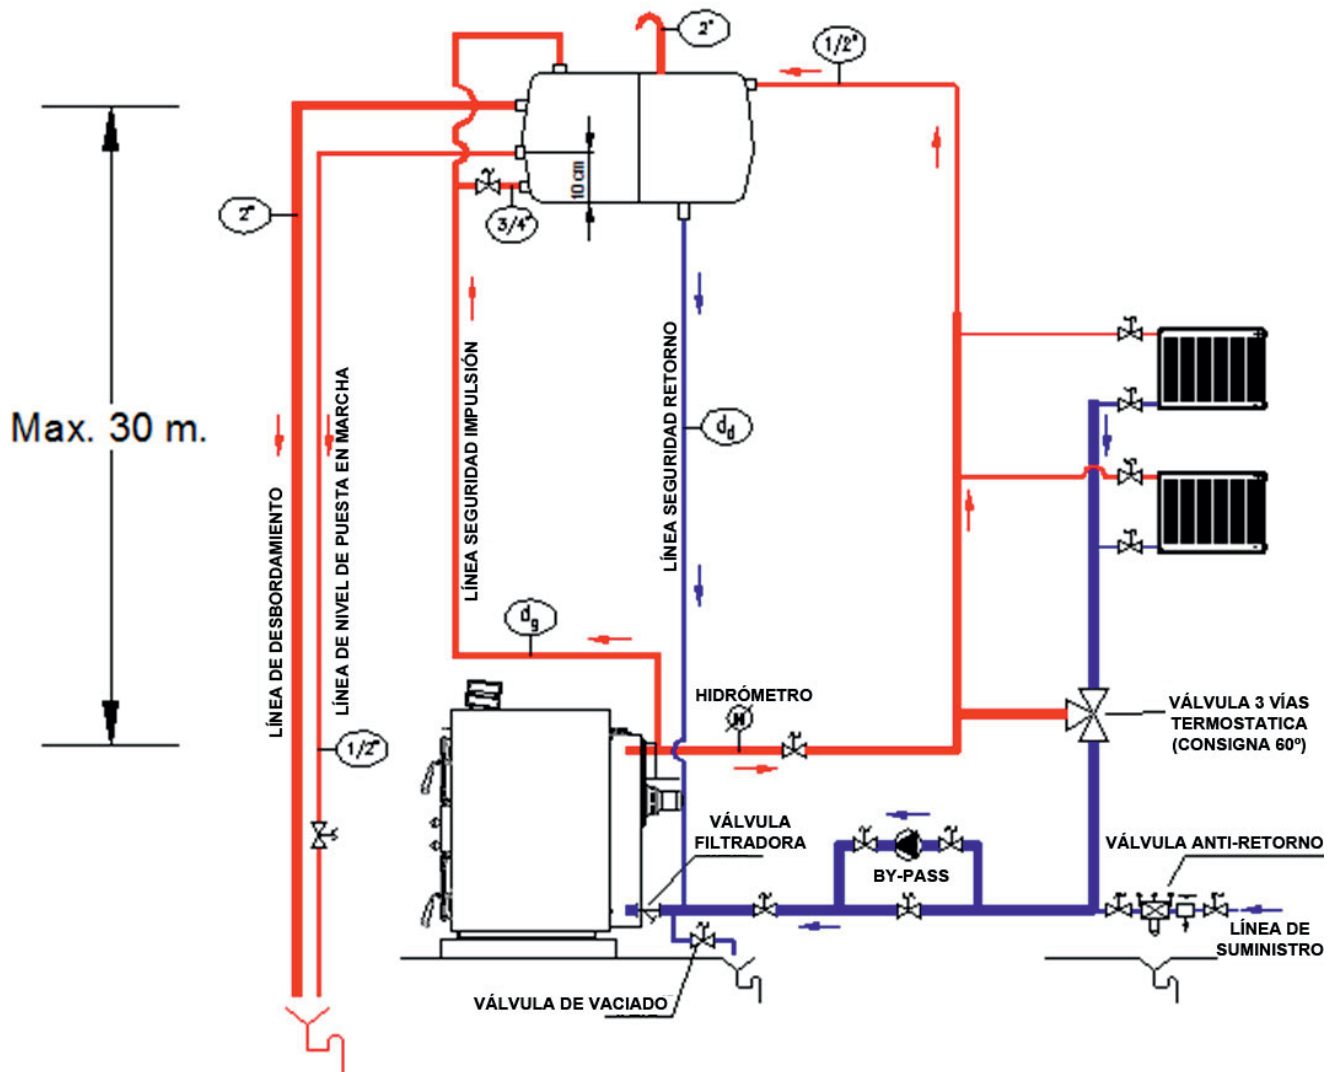 2"
1/2"
10 cm
2"
3/4"
Max. 30 m.
LÍNEA DE DESBORDAMIENTO
LÍNEA DE NIVEL DE PUESTA EN MARCHA
LÍNEA SEGURIDAD IMPULSIÓN
LÍNEA SEGURIDAD RETORNO
dd
dg
HIDRÓMETRO
H
VÁLVULA 3 VÍAS
TERMOSTATICA
(CONSIGNA 60º)
1/2"
VÁLVULA
FILTRADORA
BY-PASS
VÁLVULA ANTI-RETORNO
LÍNEA DE
SUMINISTRO
VÁLVULA DE VACIADO